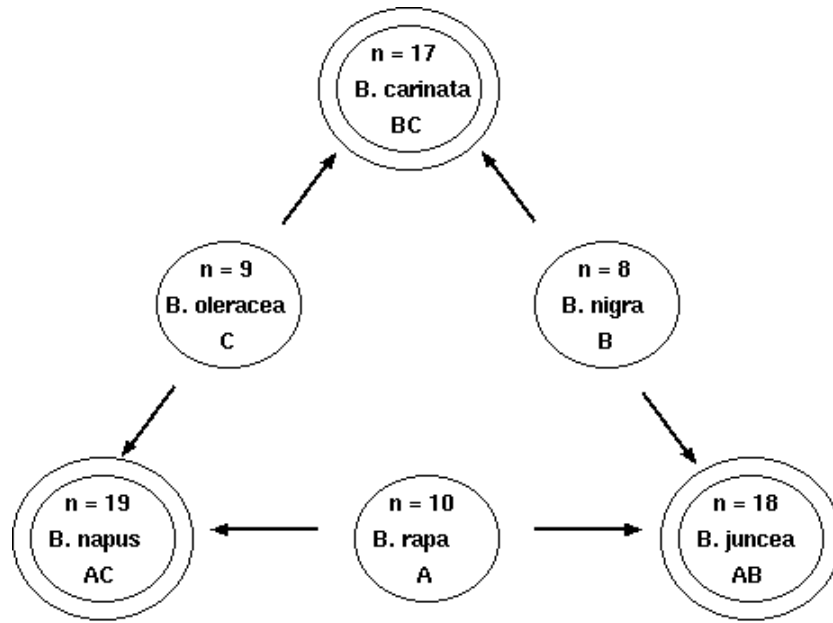 n = 17
B. carinata
BC
n = 9
B. oleracea
C
n = 8
B. nigra
B
n = 19
B. napus
AC
n = 10
B. rapa
A
n = 18
B. juncea
AB